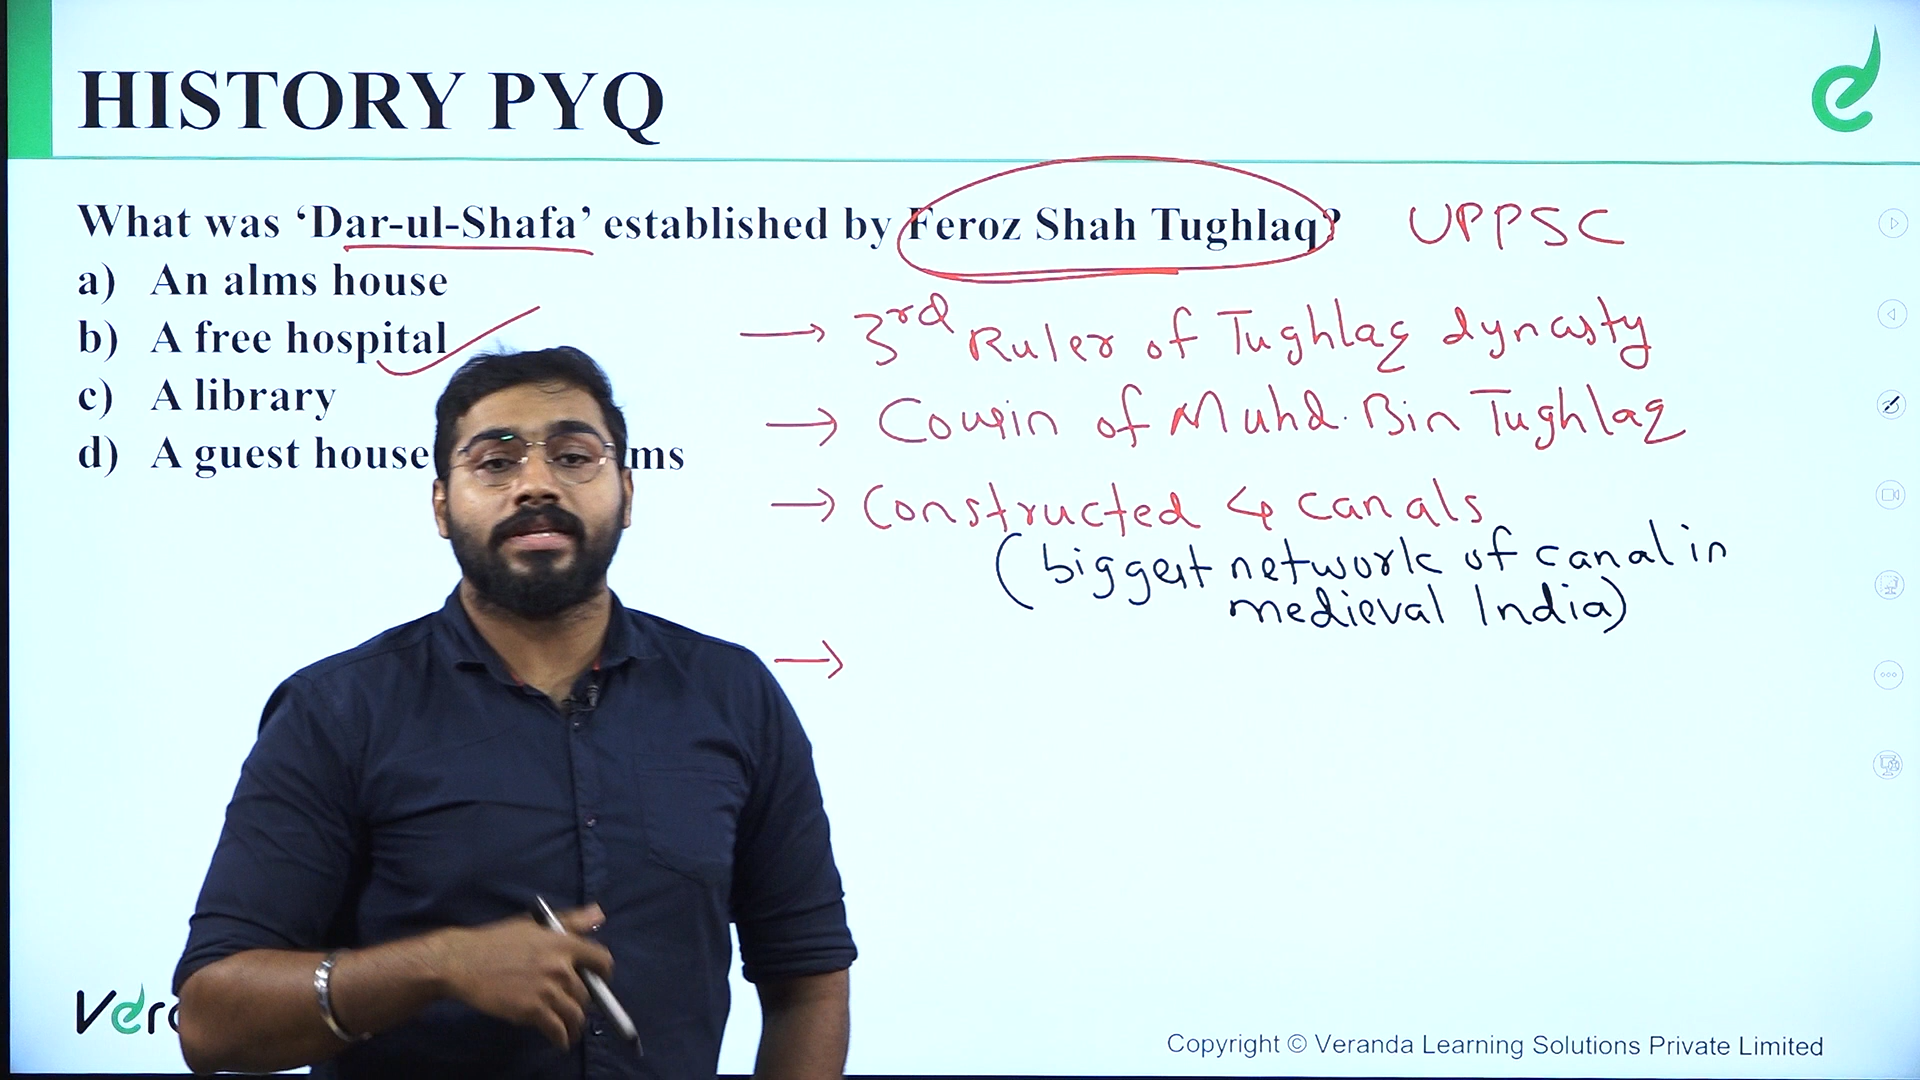 HISTORY PYQ
What was ‘Dar-ul-Shafa’ established by Feroz Shah Tughlaq? UPPSC
a) An alms house
b) A free hospital
c) A library
d) A guest house
→ 3rd Ruler of Tughlaq dynasty
→ Cousin of Muhd. Bin Tughlaq
→ Constructed 4 canals
(biggest network of canal in
medieval India)
→
Copyright © Veranda Learning Solutions Private Limited